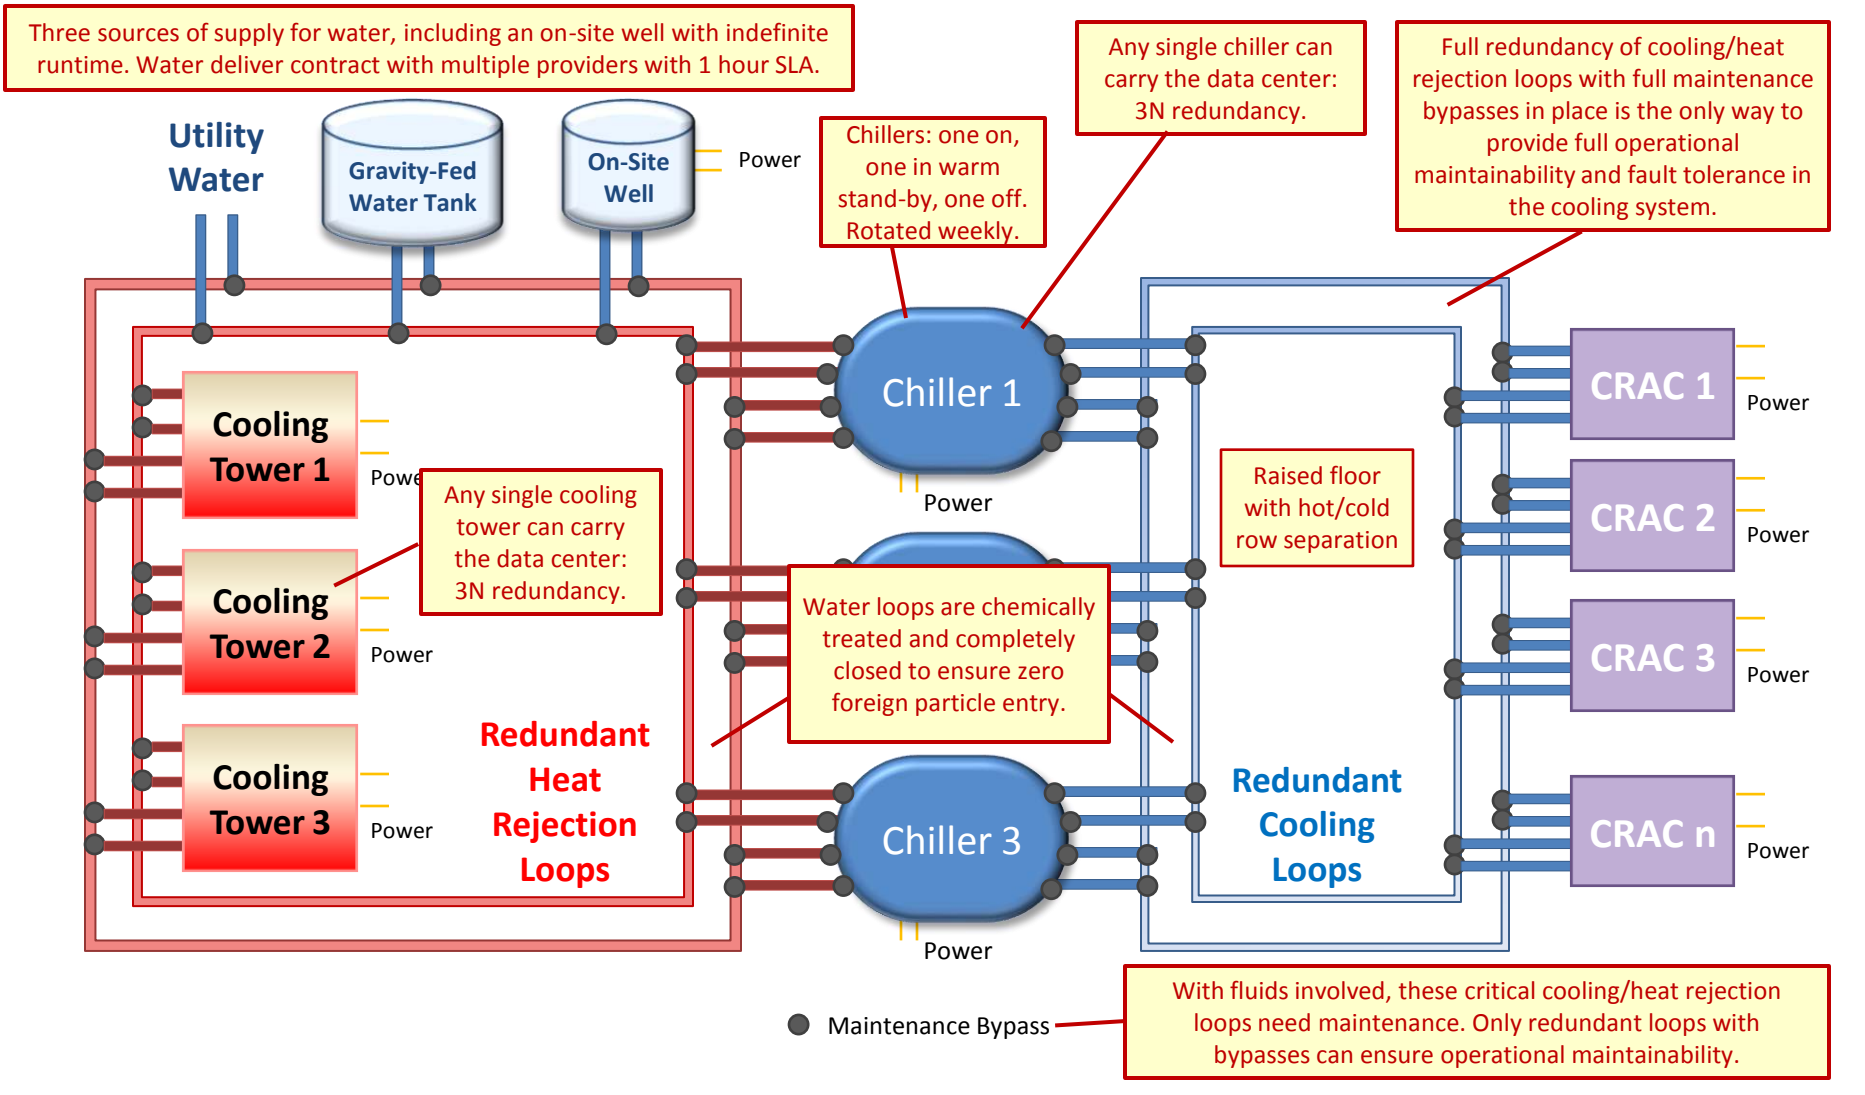 Three sources of supply for water, including an on-site well with indefinite
runtime. Water deliver contract with multiple providers with 1 hour SLA.
Any single chiller can
carry the data center:
3N redundancy.
Full redundancy of cooling/heat
rejection loops with full maintenance
bypasses in place is the only way to
provide full operational
maintainability and fault tolerance in
the cooling system.
Chillers: one on,
one in warm
stand-by, one off.
Rotated weekly.
Utility
Water
Gravity-Fed
Water Tank
On-Site
Well
Power
Cooling
Tower 1
Power
Any single cooling
tower can carry
the data center:
3N redundancy.
Cooling
Tower 2
Power
Cooling
Tower 3
Power
Redundant
Heat
Rejection
Loops
Chiller 1
Power
Water loops are chemically
treated and completely
closed to ensure zero
foreign particle entry.
Chiller 3
Power
Raised floor
with hot/cold
row separation
Redundant
Cooling
Loops
CRAC 1
Power
CRAC 2
Power
CRAC 3
Power
CRAC n
Power
Maintenance Bypass
With fluids involved, these critical cooling/heat rejection
loops need maintenance. Only redundant loops with
bypasses can ensure operational maintainability.